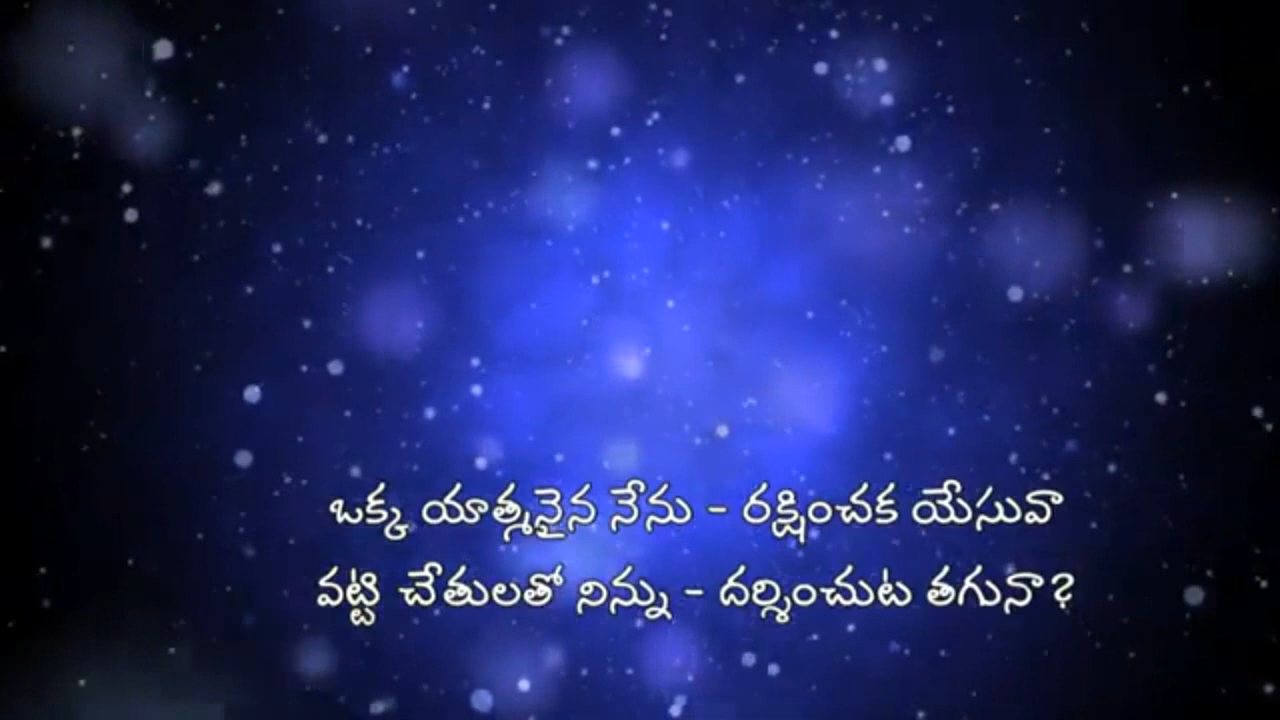 ఒక్క యాత్మనైన నేను - రక్షించక యేసువా
వట్టి చేతులతో నిన్ను - దర్శించుట తగునా?